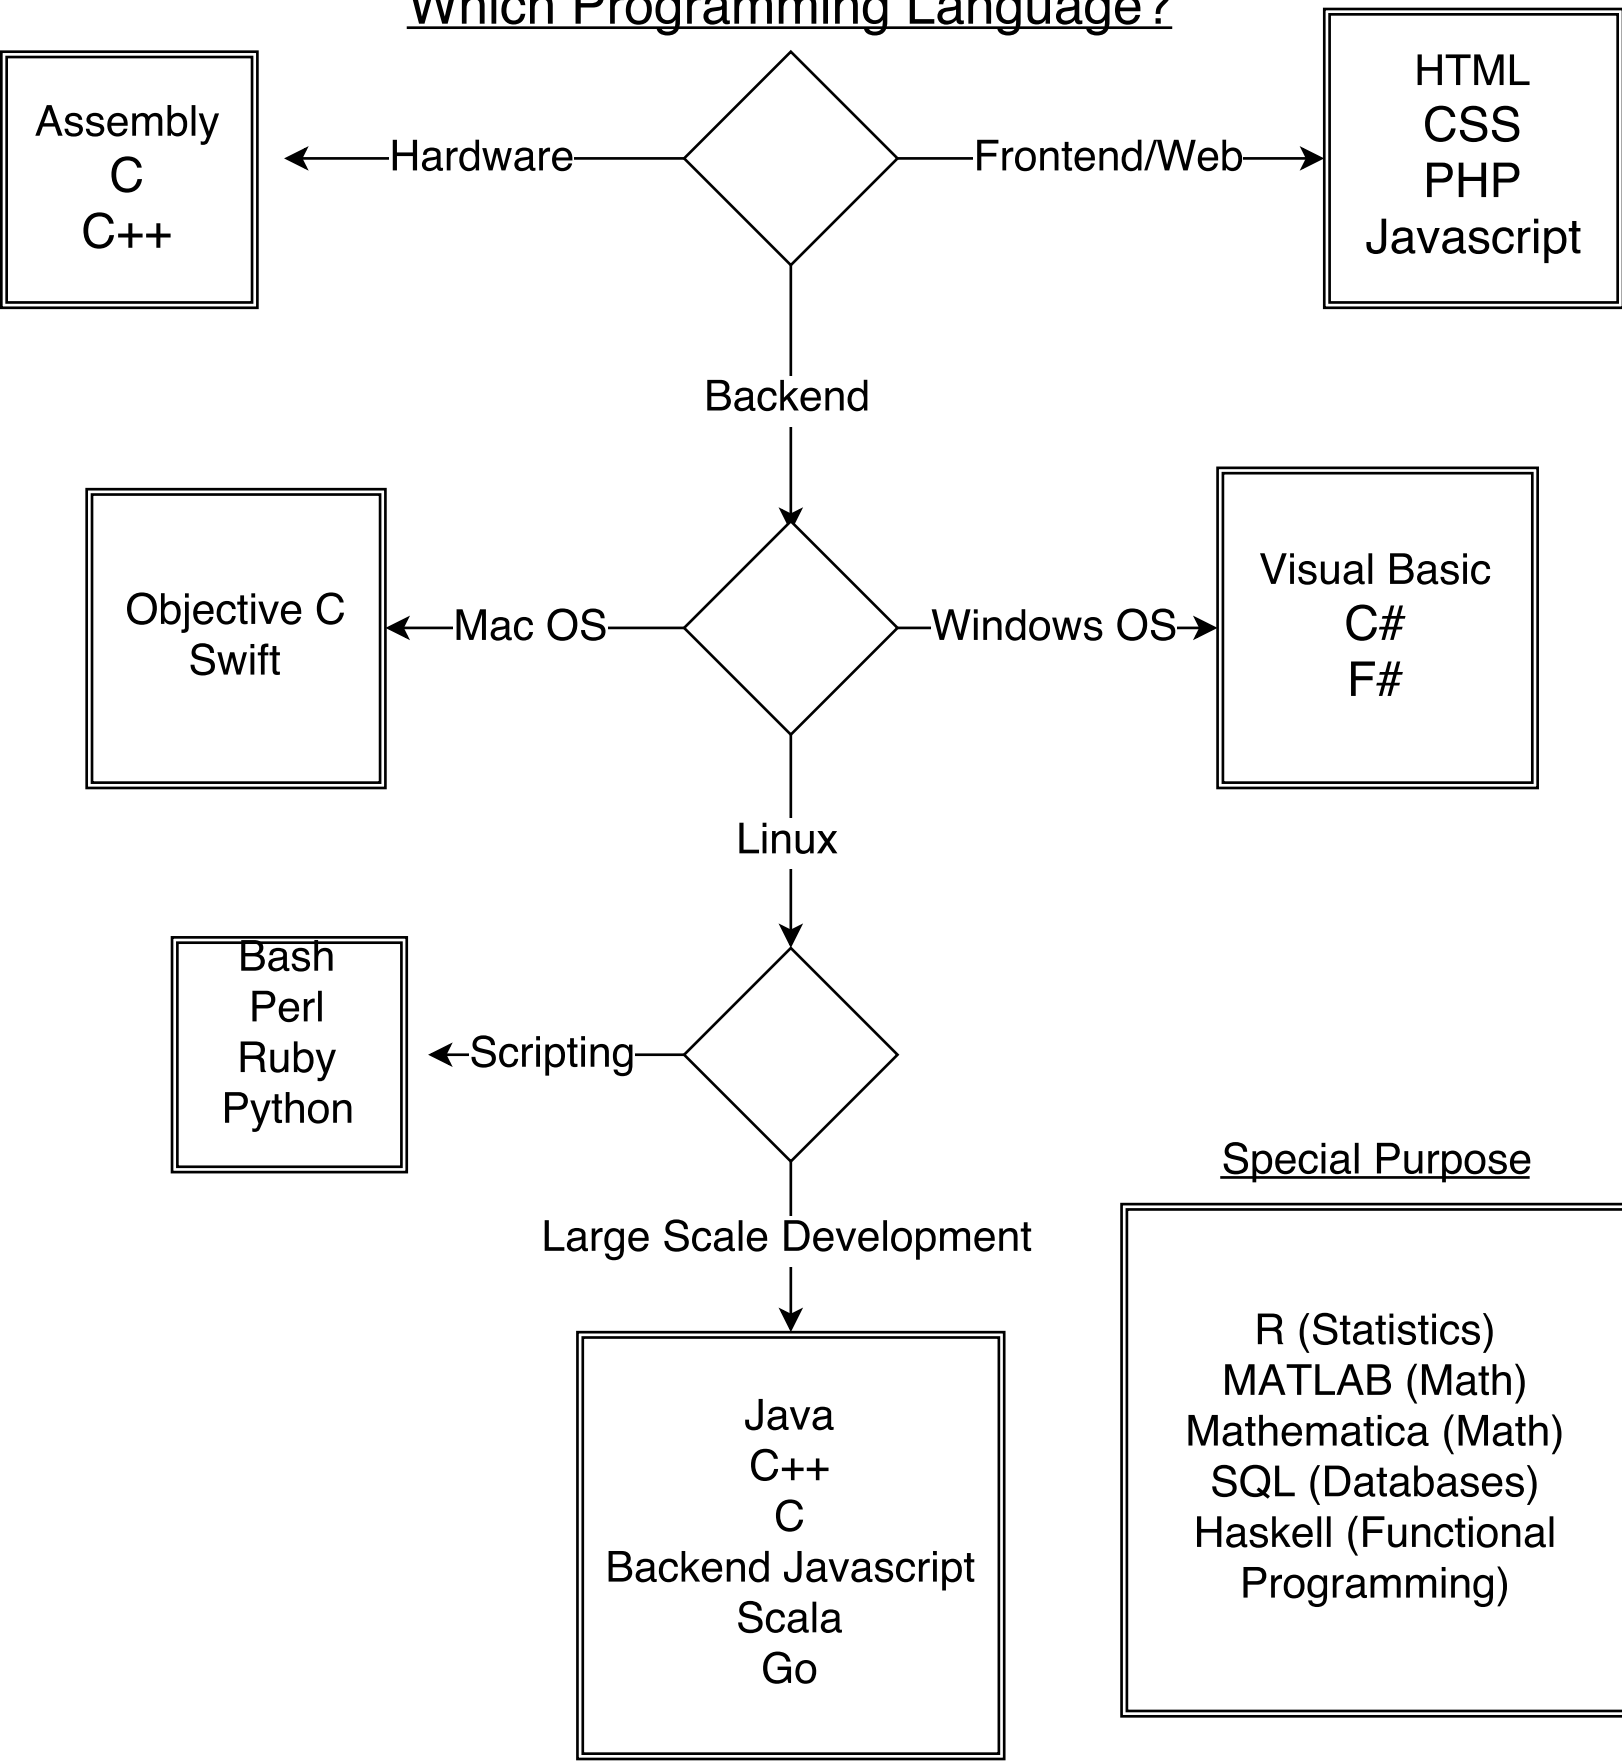 Which Programming Language?
Assembly
C
C++
Hardware
Frontend/Web
HTML
CSS
PHP
Javascript
Backend
Objective C
Swift
Mac OS
Windows OS
Visual Basic
C#
F#
Linux
Bash
Perl
Ruby
Python
Scripting
Large Scale Development
Java
C++
C
Backend Javascript
Scala
Go
Special Purpose
R (Statistics)
MATLAB (Math)
Mathematica (Math)
SQL (Databases)
Haskell (Functional
Programming)